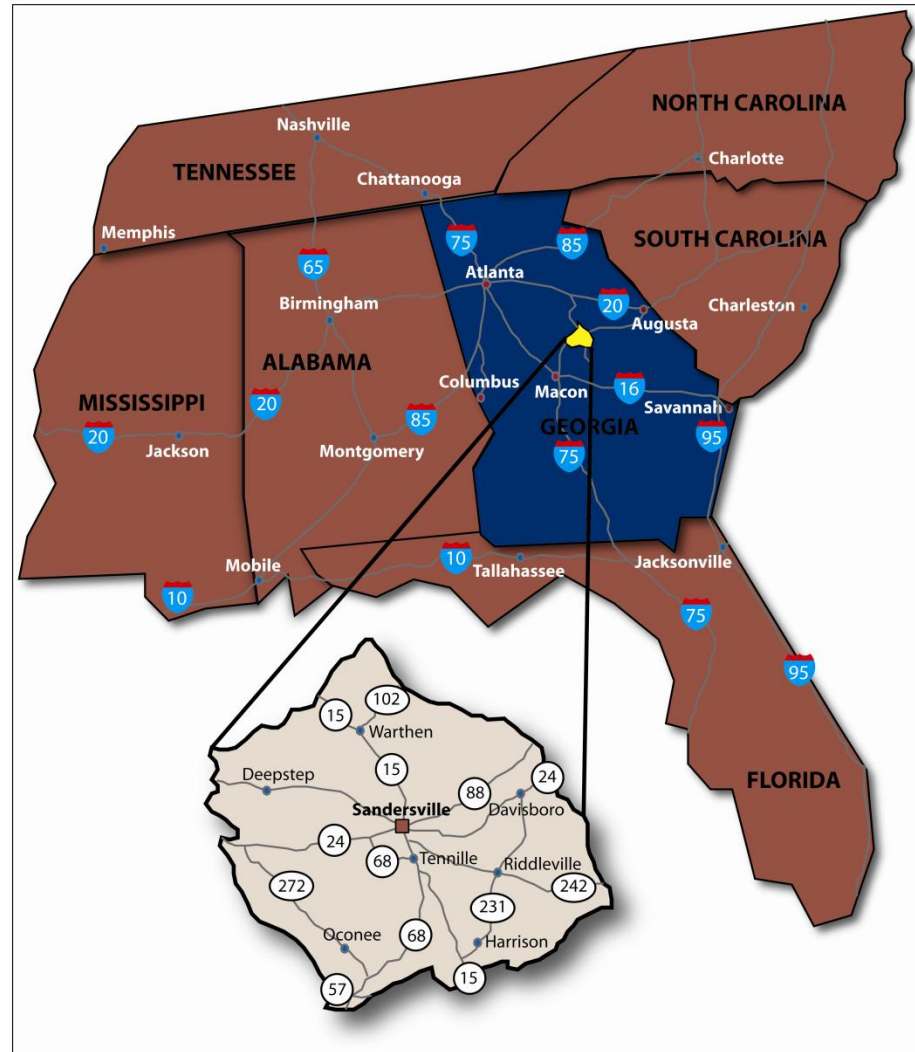 NORTH CAROLINA
Nashville
Charlotte
TENNESSEE
Chattanooga
Memphis
75
85
SOUTH CAROLINA
65
Atlanta
20
Charleston
Birmingham
Augusta
ALABAMA
Columbus
Macon
16
MISSISSIPPI
20
85
Savannah
20
GEORGIA
95
Jackson
Montgomery
75
10
Jacksonville
Mobile
Tallahassee
10
75
95
FLORIDA
102
15
Warthen
15
Deepstep
24
88
Sandersville
Davisboro
24
68
Tennille
Riddleville
272
242
231
Oconee
68
Harrison
15
57